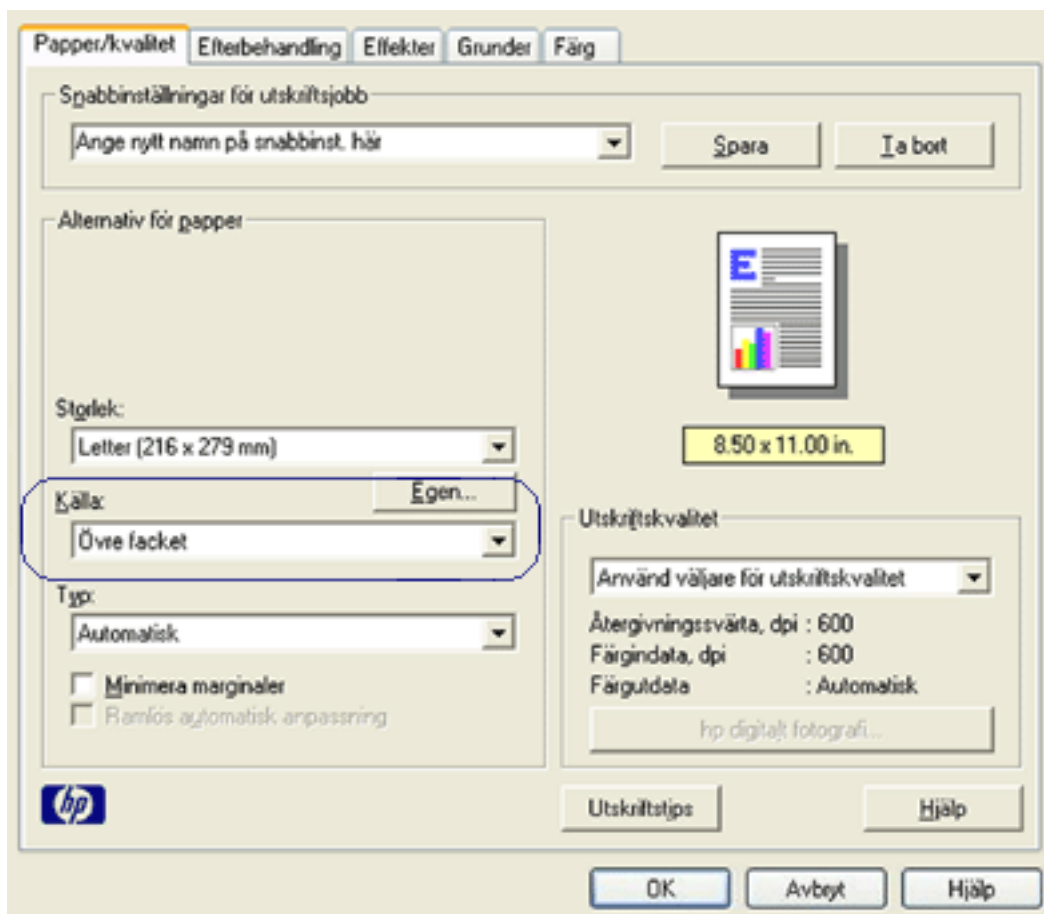 Papper/kvalitet Efterbehandling Effekter Grunder Färg
Snabbinställningar för utskriftsjobb
Ange nytt namn på snabbinst. här Spara Ta bort
Alternativ för papper
E
Storlek:
Letter (216 x 279 mm) 8.50 x 11.00 in.
Egen...
Källa:
Övre facket
Utskriftskvalitet
Använd väljare för utskriftskvalitet
Typ:
Automatisk
Återgivningssvärta, dpi : 600
Färgindata, dpi : 600
Färgutdata : Automatisk
Minimera marginaler
Ramlös automatisk anpassning
hp digitalt fotografi...
hp
Utskriftstips Hjälp
OK Avbryt Hjälp